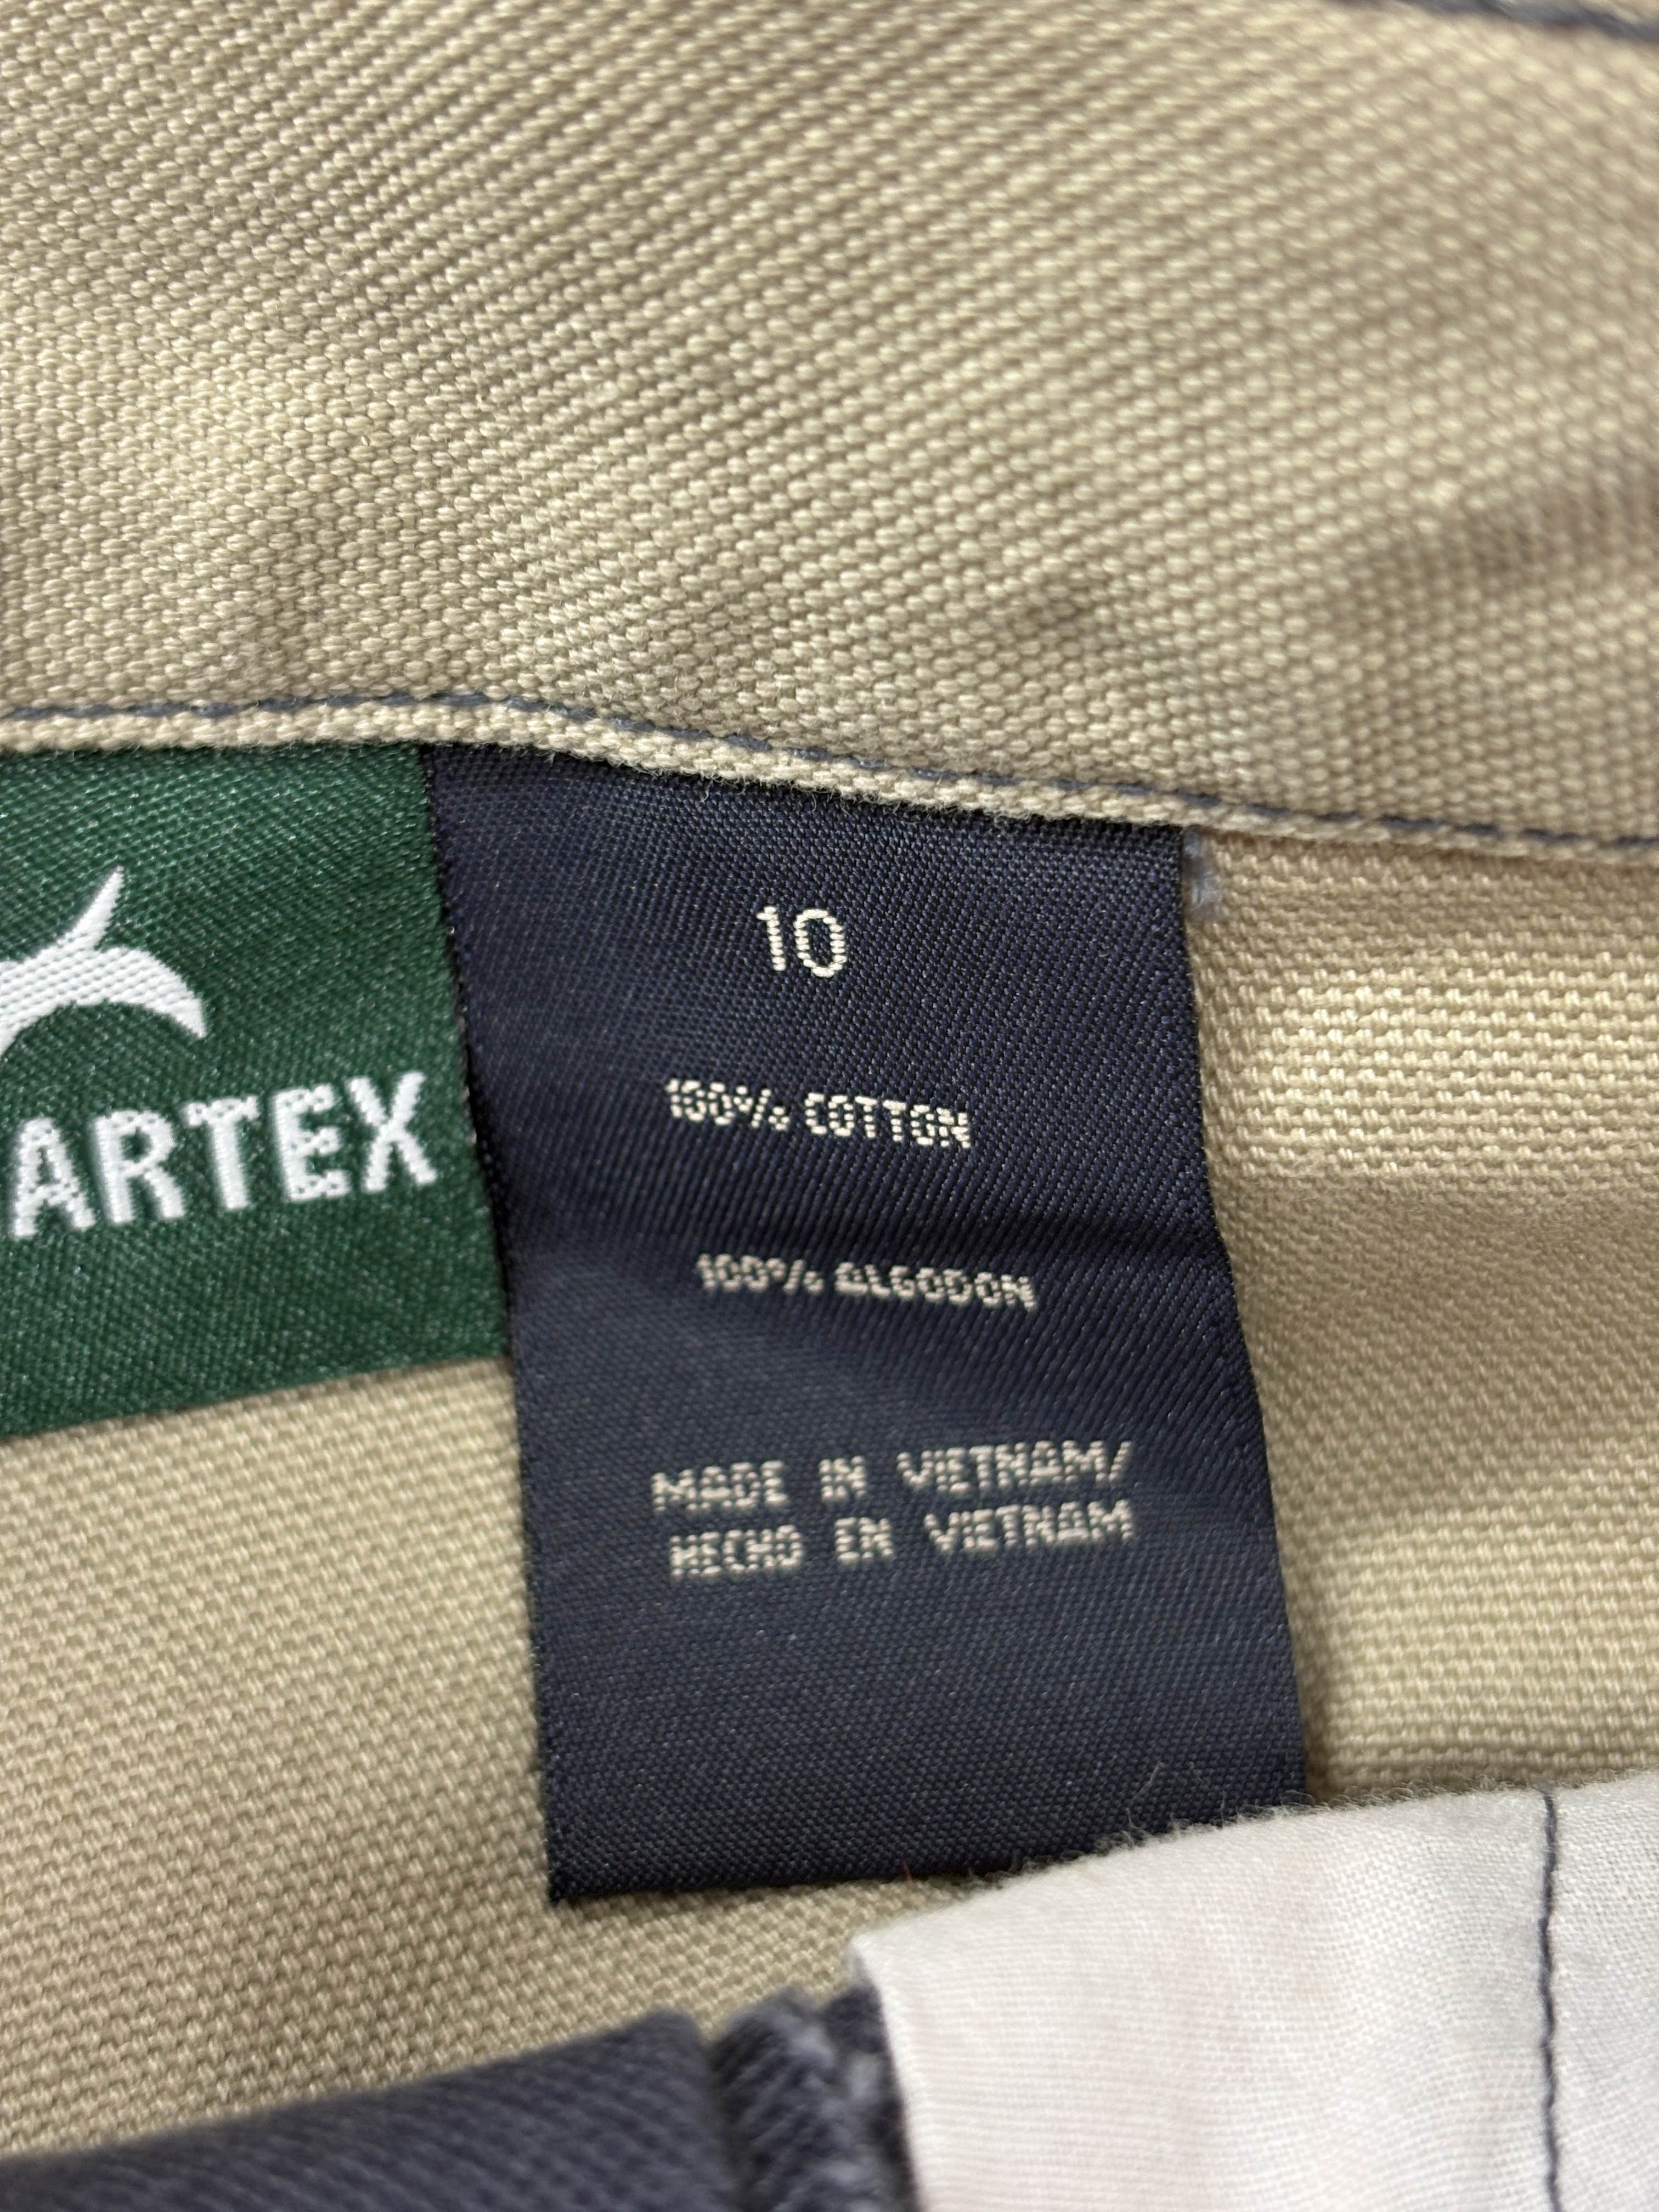 ARTEX
10
100% COTTON
100% ALGODON
MADE IN VIETNAM/
HECHO EN VIETNAM